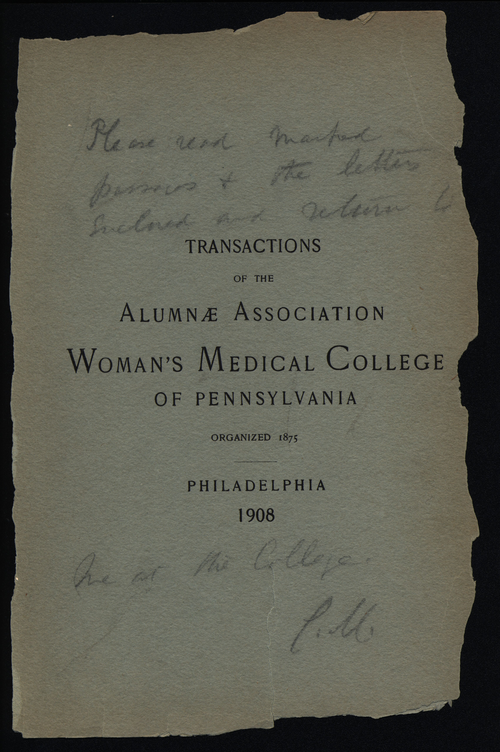 Please read marked
passages + the letters
enclosed and return to
TRANSACTIONS
OF THE
ALUMNÆ ASSOCIATION
WOMAN'S MEDICAL COLLEGE
OF PENNSYLVANIA
ORGANIZED 1875
PHILADELPHIA
1908
me at the College.
C. M.